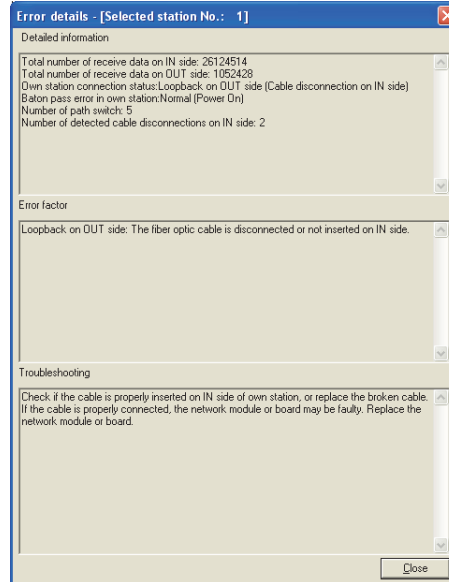 Error details - [Selected station No.:   1]
Detailed information
Total number of receive data on IN side: 26124514
Total number of receive data on OUT side: 1052428
Own station connection status:Loopback on OUT side (Cable disconnection on IN side)
Baton pass error in own station:Normal (Power On)
Number of path switch: 5
Number of detected cable disconnections on IN side: 2
Error factor
Loopback on OUT side: The fiber optic cable is disconnected or not inserted on IN side.
Troubleshooting
Check if the cable is properly inserted on IN side of own station, or replace the broken cable.
If the cable is properly connected, the network module or board may be faulty. Replace the
network module or board.
Close